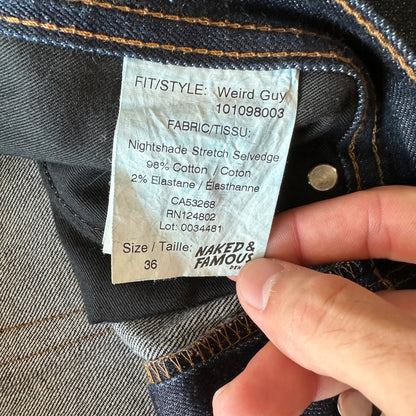 FIT/STYLE: Weird Guy
101098003
FABRIC/TISSU:
Nightshade Stretch Selvedge
98% Cotton / Coton
2% Elastane / Élasthanne
CA53268
RN124802
Lot: 0034481
Size / Taille:
36
NAKED &
FAMOUS